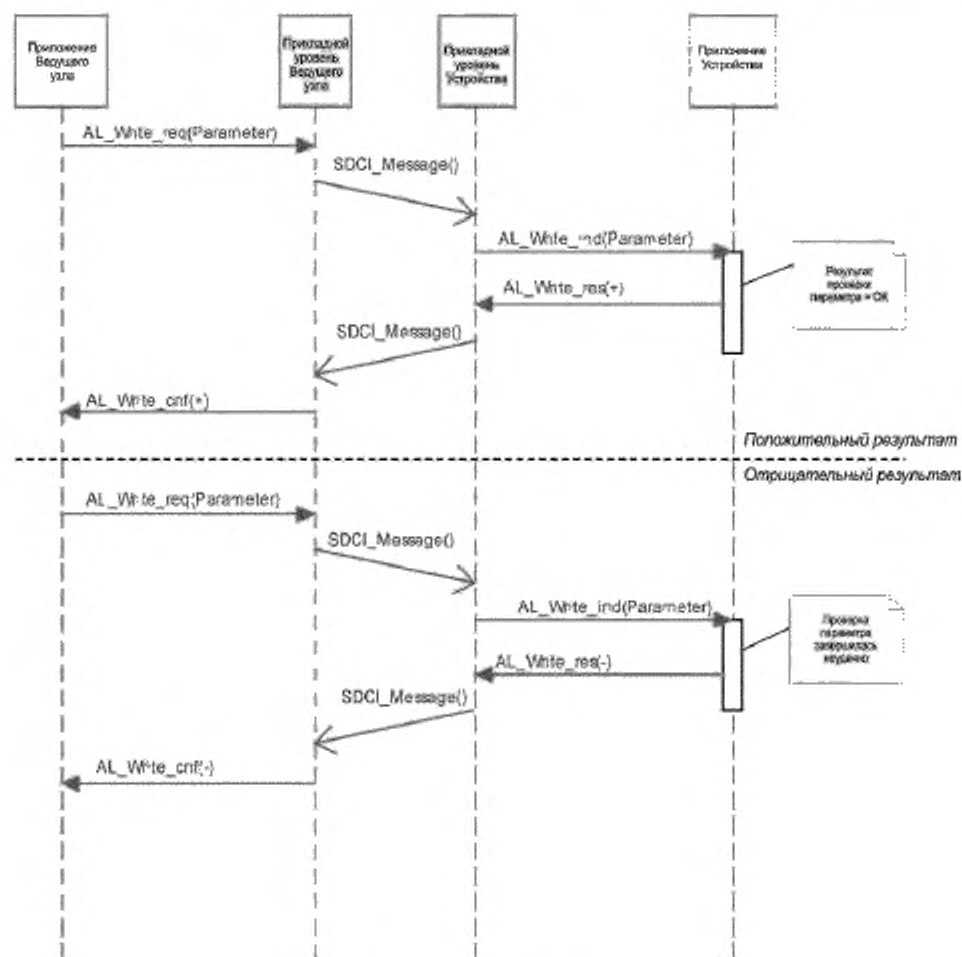 Приложение
Ведущего
узла
Прикладной
уровень
Ведущего
узла
Прикладной
уровень
Устройства
Приложение
Устройства
AL_Write_req(Parameter)
SDCI_Message()
AL_Write_ind(Parameter)
Результат
проверки
параметра = OK
AL_Write_res(+)
SDCI_Message()
AL_Write_cnf(+)
Положительный результат
Отрицательный результат
AL_Write_req(Parameter)
SDCI_Message()
AL_Write_ind(Parameter)
Проверка
параметра
завершилась
неудачно
AL_Write_res(-)
SDCI_Message()
AL_Write_cnf(-)